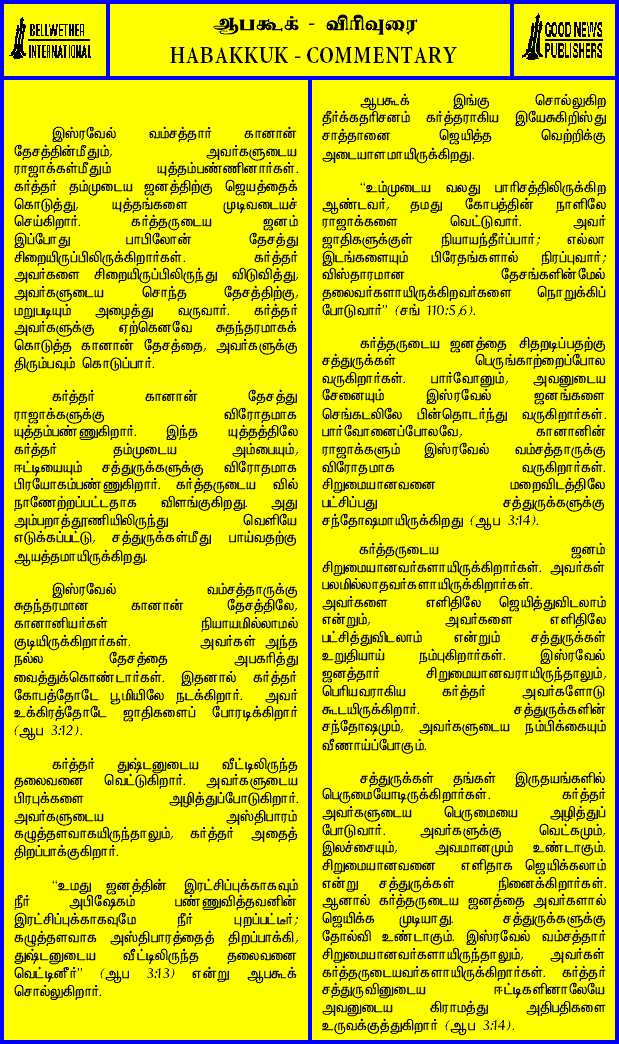 BELLWETHER
INTERNATIONAL
ஆபகூக் - விரிவுரை
HABAKKUK - COMMENTARY
GOOD NEWS
PUBLISHERS
இஸ்ரவேல் வம்சத்தார் கானான்
தேசத்தின்மீதும், அவர்களுடைய
ராஜாக்கள்மீதும் யுத்தம்பண்ணினார்கள்.
கர்த்தர் தம்முடைய ஜனத்திற்கு ஜெயத்தைக்
கொடுத்து, யுத்தங்களை முடிவடையச்
செய்கிறார். கர்த்தருடைய ஜனம்
இப்போது பாபிலோன் தேசத்து
சிறையிருப்பிலிருக்கிறார்கள். கர்த்தர்
அவர்களை சிறையிருப்பிலிருந்து விடுவித்து,
அவர்களுடைய சொந்த தேசத்திற்கு,
மறுபடியும் அழைத்து வருவார். கர்த்தர்
அவர்களுக்கு ஏற்கெனவே சுதந்தரமாகக்
கொடுத்த கானான் தேசத்தை, அவர்களுக்கு
திரும்பவும் கொடுப்பார்.
கர்த்தர் கானான் தேசத்து
ராஜாக்களுக்கு விரோதமாக
யுத்தம்பண்ணுகிறார். இந்த யுத்தத்திலே
கர்த்தர் தம்முடைய அம்பையும்,
ஈட்டியையும் சத்துருக்களுக்கு விரோதமாக
பிரயோகம்பண்ணுகிறார். கர்த்தருடைய வில்
நாணேற்றப்பட்டதாக விளங்குகிறது. அது
அம்பறாத்தூணியிலிருந்து வெளியே
எடுக்கப்பட்டு, சத்துருக்கள்மீது பாய்வதற்கு
ஆயத்தமாயிருக்கிறது.
இஸ்ரவேல் வம்சத்தாருக்கு
சுதந்தரமான கானான் தேசத்திலே,
கானானியர்கள் நியாயமில்லாமல்
குடியிருக்கிறார்கள். அவர்கள் அந்த
நல்ல தேசத்தை அபகரித்து
வைத்துக்கொண்டார்கள். இதனால் கர்த்தர்
கோபத்தோடே பூமியிலே நடக்கிறார். அவர்
உக்கிரத்தோடே ஜாதிகளைப் போரடிக்கிறார்
(ஆப 3:12).
கர்த்தர் துஷ்டனுடைய வீட்டிலிருந்த
தலைவனை வெட்டுகிறார். அவர்களுடைய
பிரபுக்களை அழித்துப்போடுகிறார்.
அவர்களுடைய அஸ்திபாரம்
கழுத்தளவாகயிருந்தாலும், கர்த்தர் அதைத்
திறப்பாக்குகிறார்.
“உமது ஜனத்தின் இரட்சிப்புக்காகவும்
நீர் அபிஷேகம் பண்ணுவித்தவனின்
இரட்சிப்புக்காகவுமே நீர் புறப்பட்டீர்;
கழுத்தளவாக அஸ்திபாரத்தைத் திறப்பாக்கி,
துஷ்டனுடைய வீட்டிலிருந்த தலைவனை
வெட்டினீர்” (ஆப 3:13) என்று ஆபகூக்
சொல்லுகிறார்.
ஆபகூக் இங்கு சொல்லுகிற
தீர்க்கதரிசனம் கர்த்தராகிய இயேசுகிறிஸ்து
சாத்தானை ஜெயித்த வெற்றிக்கு
அடையாளமாயிருக்கிறது.
“உம்முடைய வலது பாரிசத்திலிருக்கிற
ஆண்டவர், தமது கோபத்தின் நாளிலே
ராஜாக்களை வெட்டுவார். அவர்
ஜாதிகளுக்குள் நியாயந்தீர்ப்பார்; எல்லா
இடங்களையும் பிரேதங்களால் நிரப்புவார்;
விஸ்தாரமான தேசங்களின்மேல்
தலைவர்களாயிருக்கிறவர்களை நொறுக்கிப்
போடுவார்” (சங் 110:5,6).
கர்த்தருடைய ஜனத்தை சிதறடிப்பதற்கு
சத்துருக்கள் பெருங்காற்றைப்போல
வருகிறார்கள். பார்வோனும், அவனுடைய
சேனையும் இஸ்ரவேல் ஜனங்களை
செங்கடலிலே பின்தொடர்ந்து வருகிறார்கள்.
பார்வோனைப்போலவே, கானானின்
ராஜாக்களும் இஸ்ரவேல் வம்சத்தாருக்கு
விரோதமாக வருகிறார்கள்.
சிறுமையானவனை மறைவிடத்திலே
பட்சிப்பது சத்துருக்களுக்கு
சந்தோஷமாயிருக்கிறது (ஆப 3:14).
கர்த்தருடைய ஜனம்
சிறுமையானவர்களாயிருக்கிறார்கள். அவர்கள்
பலமில்லாதவர்களாயிருக்கிறார்கள்.
அவர்களை எளிதிலே ஜெயித்துவிடலாம்
என்றும், அவர்களை எளிதிலே
பட்சித்துவிடலாம் என்றும் சத்துருக்கள்
உறுதியாய் நம்புகிறார்கள். இஸ்ரவேல்
ஜனத்தார் சிறுமையானவராயிருந்தாலும்,
பெரியவராகிய கர்த்தர் அவர்களோடு
கூடயிருக்கிறார். சத்துருக்களின்
சந்தோஷமும், அவர்களுடைய நம்பிக்கையும்
வீணாய்ப்போகும்.
சத்துருக்கள் தங்கள் இருதயங்களில்
பெருமையோடிருக்கிறார்கள். கர்த்தர்
அவர்களுடைய பெருமையை அழித்துப்
போடுவார். அவர்களுக்கு வெட்கமும்,
இலச்சையும், அவமானமும் உண்டாகும்.
சிறுமையானவனை எளிதாக ஜெயிக்கலாம்
என்று சத்துருக்கள் நினைக்கிறார்கள்.
ஆனால் கர்த்தருடைய ஜனத்தை அவர்களால்
ஜெயிக்க முடியாது. சத்துருக்களுக்கு
தோல்வி உண்டாகும். இஸ்ரவேல் வம்சத்தார்
சிறுமையானவர்களாயிருந்தாலும், அவர்கள்
கர்த்தருடையவர்களாயிருக்கிறார்கள். கர்த்தர்
சத்துருவினுடைய ஈட்டிகளினாலேயே
அவனுடைய கிராமத்து அதிபதிகளை
உருவக்குத்துகிறார் (ஆப 3:14).